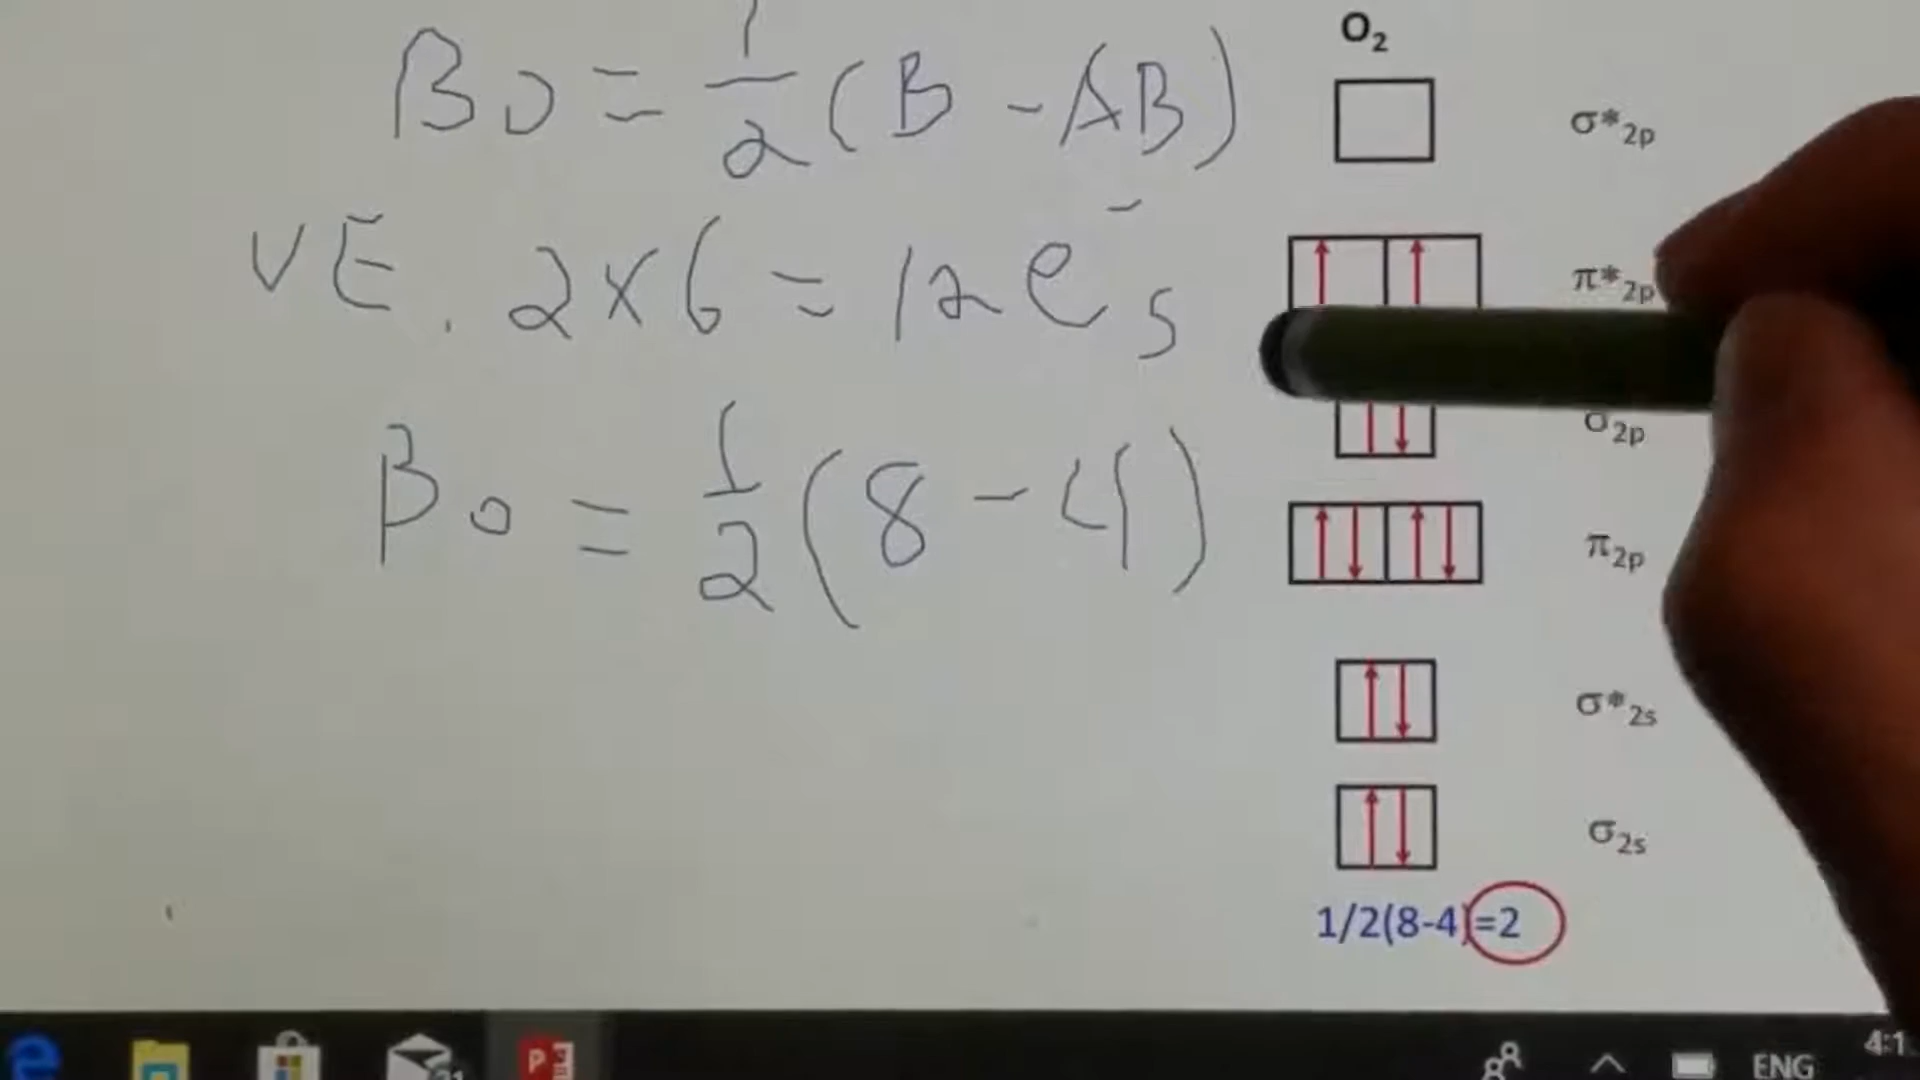 BO = 1/2 (B - AB)
VE. 2x6 = 12 e⁻s
BO = 1/2 (8 - 4)
O₂
σ*₂p
π*₂p
σ₂p
π₂p
σ*₂s
σ₂s
1/2(8-4)=2
ENG